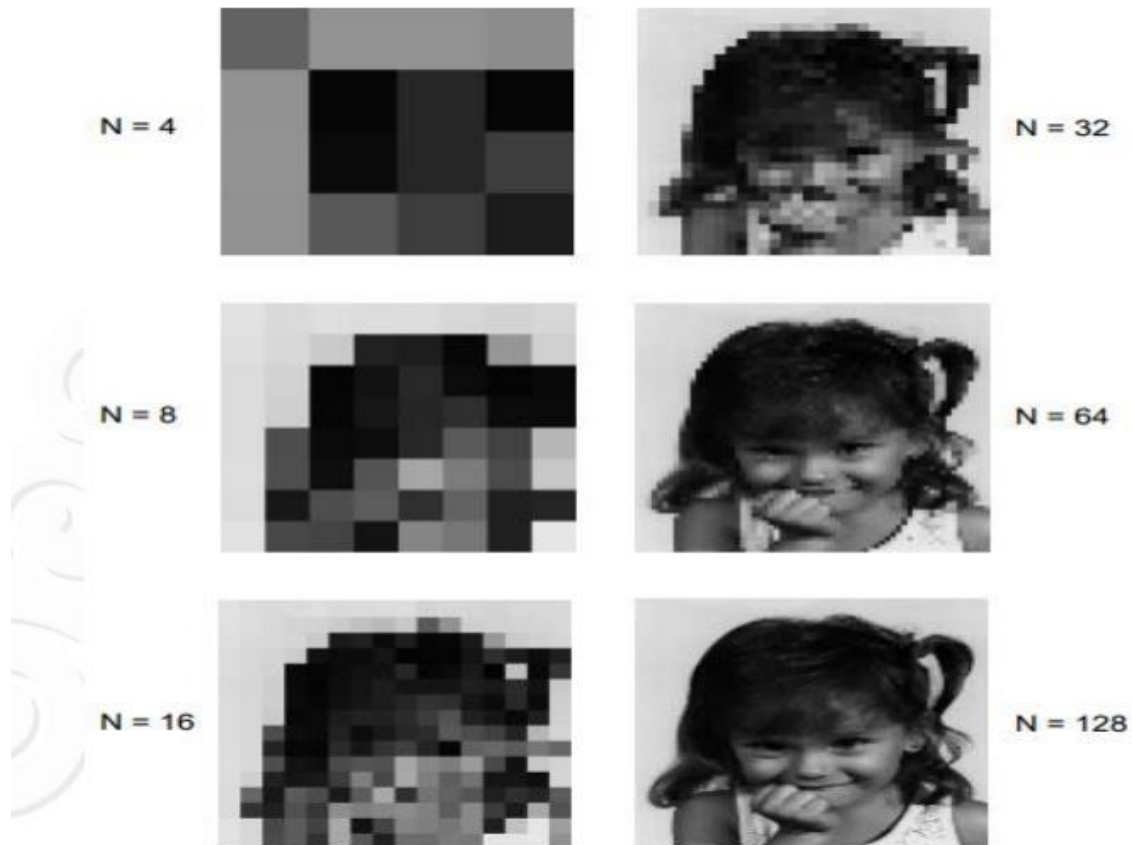 N = 4
N = 32
N = 8
N = 64
N = 16
N = 128